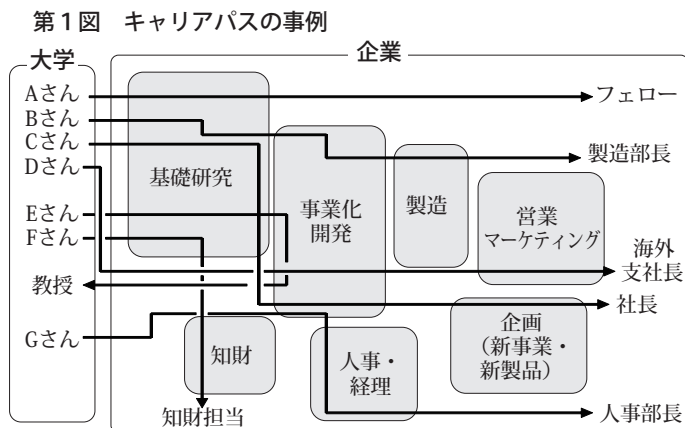 第1図　キャリアパスの事例
大学
企業
Aさん
フェロー
Bさん
Cさん
製造部長
Dさん
基礎研究
事業化
開発
製造
営業
マーケティング
Eさん
Fさん
海外
支社長
教授
社長
企画
（新事業・
新製品）
Gさん
知財
人事・
経理
知財担当
人事部長